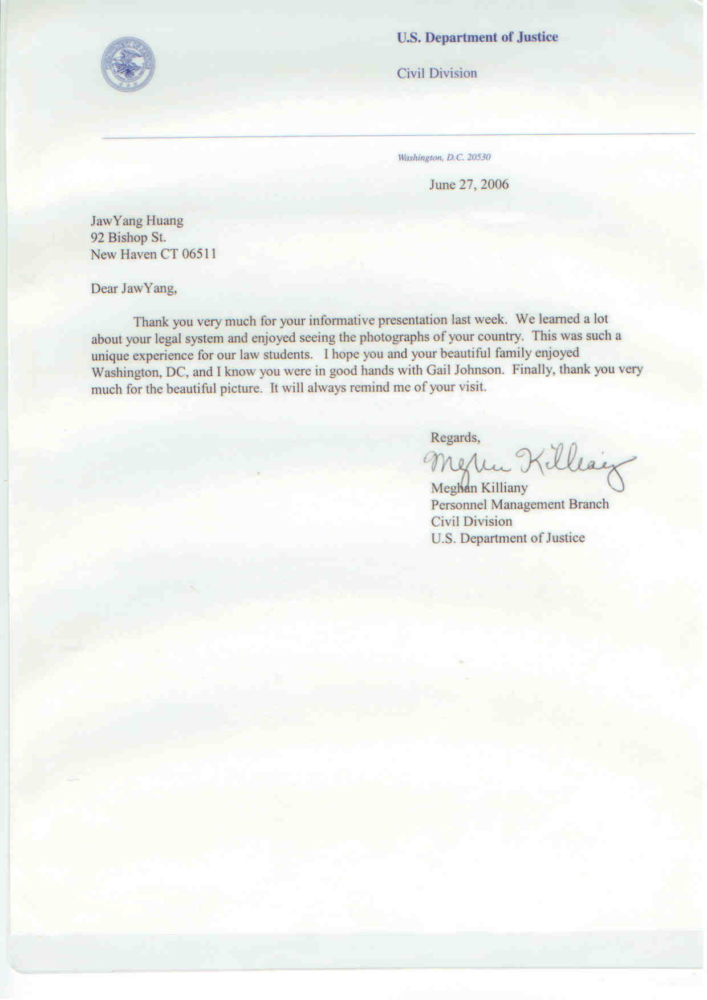 U.S. Department of Justice
Civil Division
Washington, D.C. 20530
June 27, 2006
JawYang Huang
92 Bishop St.
New Haven CT 06511
Dear JawYang,
Thank you very much for your informative presentation last week. We learned a lot
about your legal system and enjoyed seeing the photographs of your country. This was such a
unique experience for our law students. I hope you and your beautiful family enjoyed
Washington, DC, and I know you were in good hands with Gail Johnson. Finally, thank you very
much for the beautiful picture. It will always remind me of your visit.
Regards,
Meghan Killiany
Meghan Killiany
Personnel Management Branch
Civil Division
U.S. Department of Justice